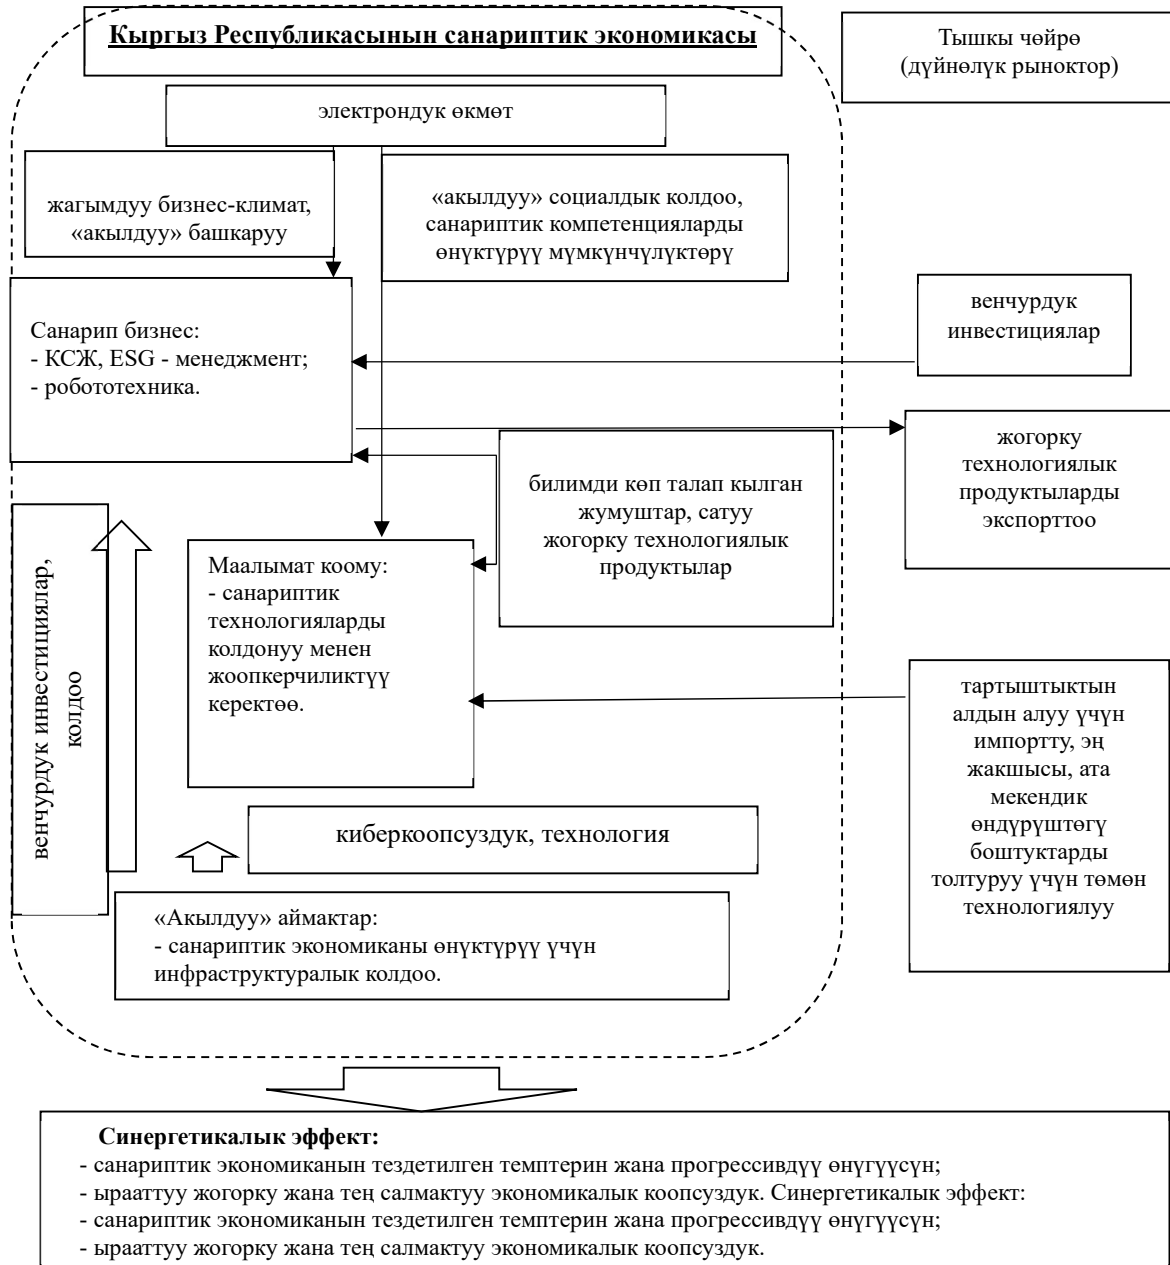 Кыргыз Республикасынын санариптик экономикасы
Тышкы чөйрө
(дүйнөлүк рыноктор)
электрондук өкмөт
жагымдуу бизнес-климат,
«акылдуу» башкаруу
«акылдуу» социалдык колдоо,
санариптик компетенцияларды
өнүктүрүү мүмкүнчүлүктөрү
Санарип бизнес:
- КСЖ, ESG - менеджмент;
- робототехника.
венчурдук
инвестициялар
жогорку
технологиялык
продуктыларды
экспорттоо
билимди көп талап кылган
жумуштар, сатуу
жогорку технологиялык
продуктылар
венчурдук инвестициялар,
колдоо
Маалымат коому:
- санариптик
технологияларды
колдонуу менен
жоопкерчиликтүү
керектөө.
тартыштыктын
алдын алуу үчүн
импортту, эң
жакшысы, ата
мекендик
өндүрүштөгү
боштуктарды
толтуруу үчүн төмөн
технологиялуу
киберкоопсуздук, технология
«Акылдуу» аймактар:
- санариптик экономиканы өнүктүрүү үчүн
инфраструктуралык колдоо.
Синергетикалык эффект:
- санариптик экономиканын тездетилген темптерин жана прогрессивдүү өнүгүүсүн;
- ырааттуу жогорку жана тең салмактуу экономикалык коопсуздук. Синергетикалык эффект:
- санариптик экономиканын тездетилген темптерин жана прогрессивдүү өнүгүүсүн;
- ырааттуу жогорку жана тең салмактуу экономикалык коопсуздук.